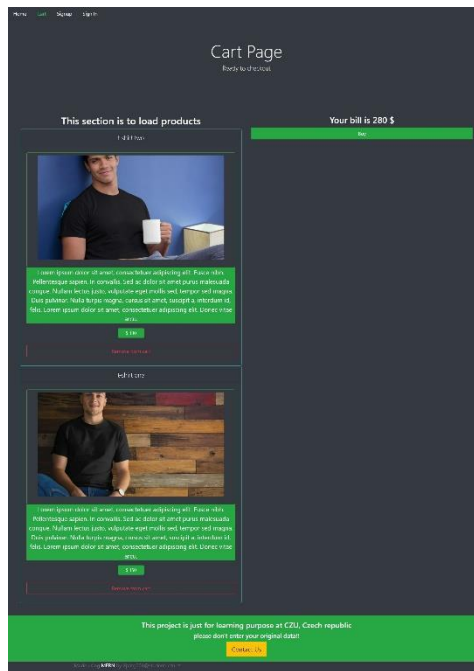 Home Cart Signup Sign In
Cart Page
Ready to checkout
This section is to load products
t-shirt two
Lorem ipsum dolor sit amet, consectetuer adipiscing elit. Fusce nibh.
Pellentesque sapien. In convallis. Sed ac dolor sit amet purus malesuada
congue. Nullam lectus justo, vulputate eget mollis sed, tempor sed magna.
Duis pulvinar. Nulla turpis magna, cursus sit amet, suscipit a, interdum id,
felis. Lorem ipsum dolor sit amet, consectetuer adipiscing elit. Donec vitae
arcu.
Remove from cart
t-shirt one
Lorem ipsum dolor sit amet, consectetuer adipiscing elit. Fusce nibh.
Pellentesque sapien. In convallis. Sed ac dolor sit amet purus malesuada
congue. Nullam lectus justo, vulputate eget mollis sed, tempor sed magna.
Duis pulvinar. Nulla turpis magna, cursus sit amet, suscipit a, interdum id,
felis. Lorem ipsum dolor sit amet, consectetuer adipiscing elit. Donec vitae
arcu.
Remove from cart
Your bill is 280 $
Buy
This project is just for learning purpose at CZU, Czech republic
please don't enter your original data!!
Contact Us
MERN